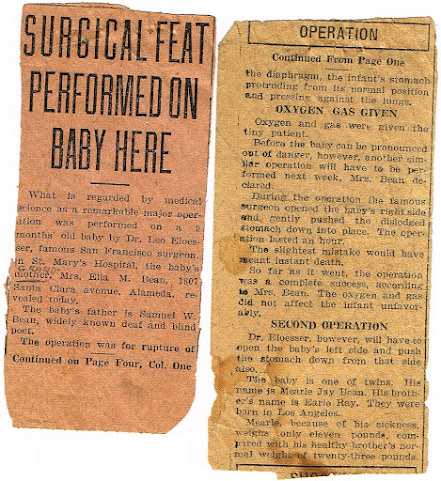 SURGICAL FEAT
PERFORMED ON
BABY HERE
What is regarded by medical
science as a remarkable major oper-
ation was performed on a 9
months' old baby by Dr. Leo Eloes-
ser, famous San Francisco surgeon,
in St. Mary's Hospital, the baby's
GRAND
mother, Mrs. Ella M. Bean, 1807
Santa Clara avenue, Alameda, re-
vealed today.
The baby's father is Samuel W.
Bean, widely known deaf and blind
poet.
The operation was for rupture of
Continued on Page Four, Col. One
OPERATION
Continued From Page One
the diaphragm, the infant's stomach
protruding from its normal position
and pressing against the lungs.
OXYGEN GAS GIVEN
Oxygen and gas were given the
tiny patient.
Before the baby can be pronounced
out of danger, however, another sim-
ilar operation will have to be per-
formed next week, Mrs. Bean de-
clared.
During the operation the famous
surgeon opened the baby's right side
and gently pushed the dislodged
stomach down into place. The oper-
ation lasted an hour.
The slightest mistake would have
meant instant death.
So far as it went, the operation
was a complete success, according
to Mrs. Bean. The oxygen and gas
did not affect the infant unfavor-
ably.
SECOND OPERATION
Dr. Eloesser, however, will have to
open the baby's left side and push
the stomach down from that side
also.
The baby is one of twins. His
name is Mearle Jay Bean. His broth-
er's name is Earle Ray. They were
born in Los Angeles.
Mearle, because of his sickness,
weighs only eleven pounds, com-
pared with his healthy brother's nor-
mal weight of twenty-three pounds.